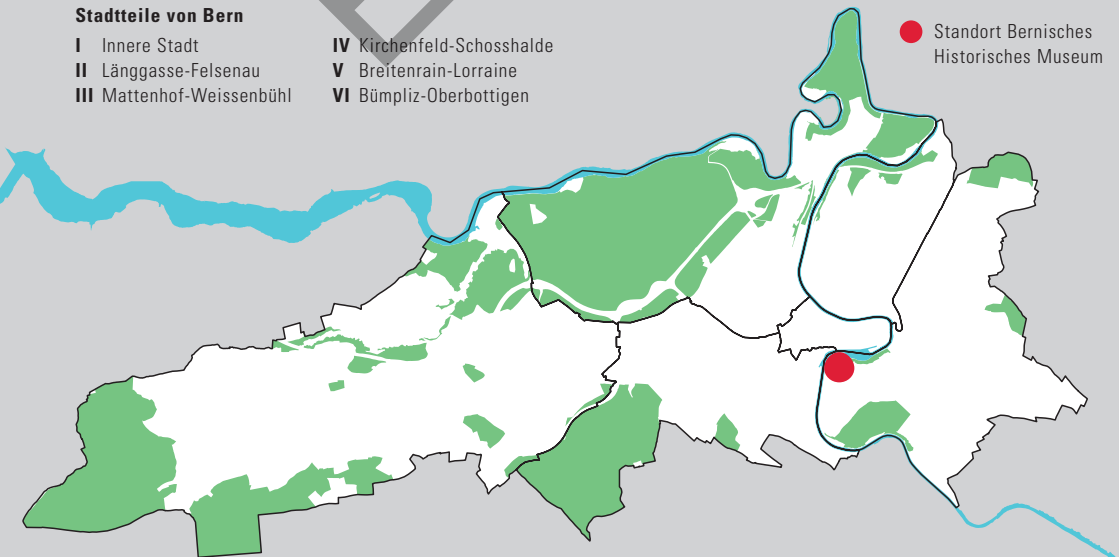 Stadtteile von Bern
I Innere Stadt
II Länggasse-Felsenau
III Mattenhof-Weissenbühl
IV Kirchenfeld-Schosshalde
V Breitenrain-Lorraine
VI Bümpliz-Oberbottigen
Standort Bernisches
Historisches Museum